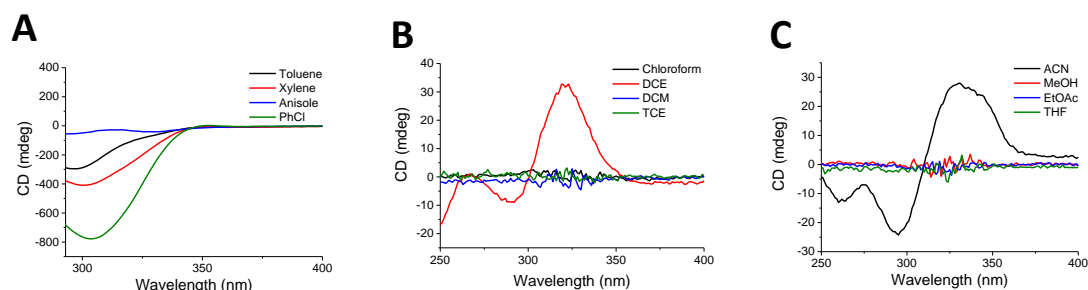 A
CD (mdeg)
400
200
0
-200
-400
-600
-800
300
350
400
Wavelength (nm)
Toluene
Xylene
Anisole
PhCl
B
CD (mdeg)
40
30
20
10
0
-10
-20
250
300
350
400
Wavelength (nm)
Chloroform
DCE
DCM
TCE
C
CD (mdeg)
40
30
20
10
0
-10
-20
-30
250
300
350
400
Wavelength (nm)
ACN
MeOH
EtOAc
THF